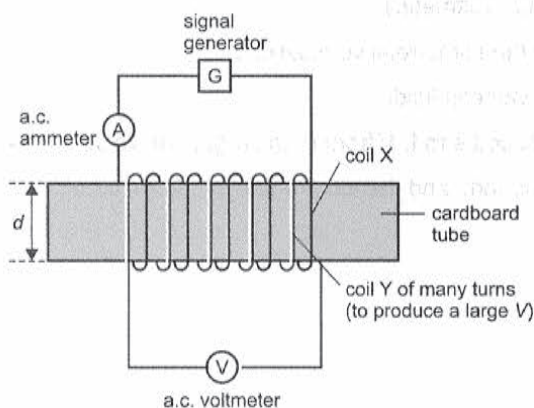 signal
generator
G
a.c.
ammeter
A
coil X
d
cardboard
tube
coil Y of many turns
(to produce a large V)
V
a.c. voltmeter